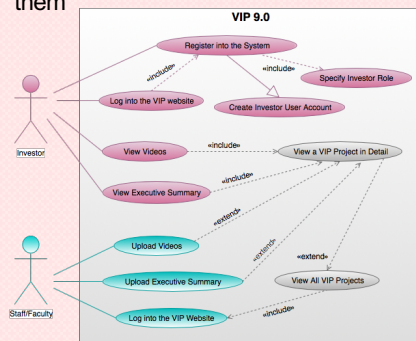 them
VIP 9.0
Register into the System
«include»
«include»
Specify Investor Role
Log into the VIP website
Create Investor User Account
View Videos
«include»
View a VIP Project in Detail
Investor
View Executive Summary
«include»
«extend»
Upload Videos
«extend»
«extend»
Upload Executive Summary
View All VIP Projects
«include»
Log into the VIP Website
Staff/Faculty